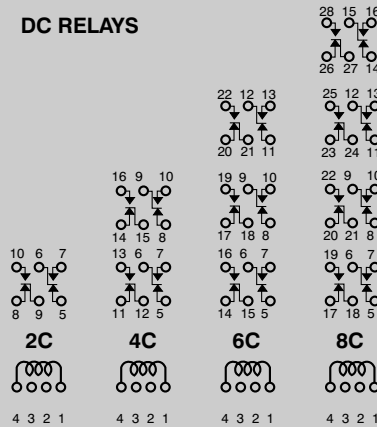 28 15 16
DC RELAYS
26 27 14
22 12 13
25 12 13
20 21 11
23 24 11
16 9 10
19 9 10
22 9 10
14 15 8
17 18 8
20 21 8
10 6 7
13 6 7
16 6 7
19 6 7
8 9 5
11 12 5
14 15 5
17 18 5
2C 4C 6C 8C
4 3 2 1
4 3 2 1
4 3 2 1
4 3 2 1